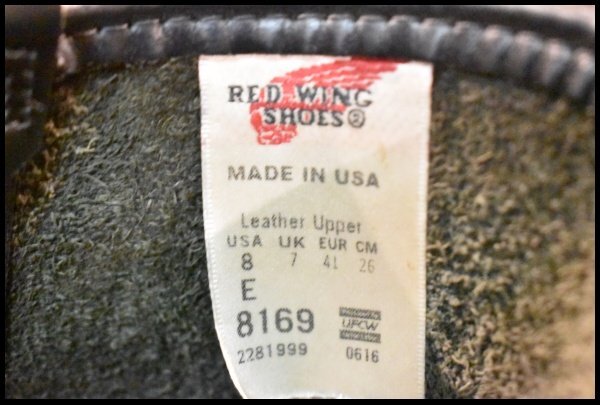 RED WING
SHOES®
MADE IN USA
Leather Upper
USA UK EUR CM
8 7 41 26
E
8169 UFCW
2281999 0616